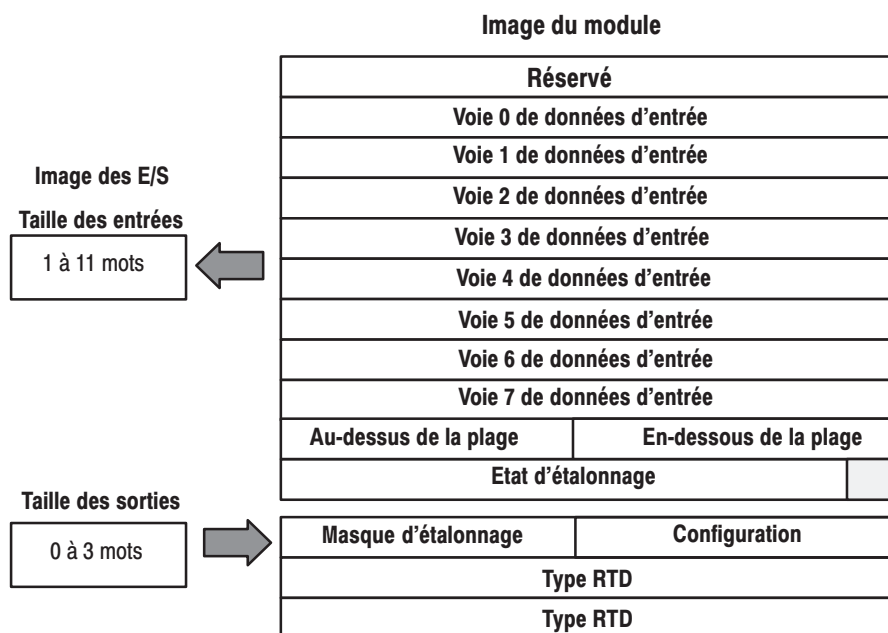 Image du module
Réservé
Voie 0 de données d'entrée
Voie 1 de données d'entrée
Voie 2 de données d'entrée
Voie 3 de données d'entrée
Voie 4 de données d'entrée
Voie 5 de données d'entrée
Voie 6 de données d'entrée
Voie 7 de données d'entrée
Au-dessus de la plage
En-dessous de la plage
Etat d'étalonnage
Image des E/S
Taille des entrées
1 à 11 mots
Taille des sorties
0 à 3 mots
Masque d'étalonnage
Configuration
Type RTD
Type RTD